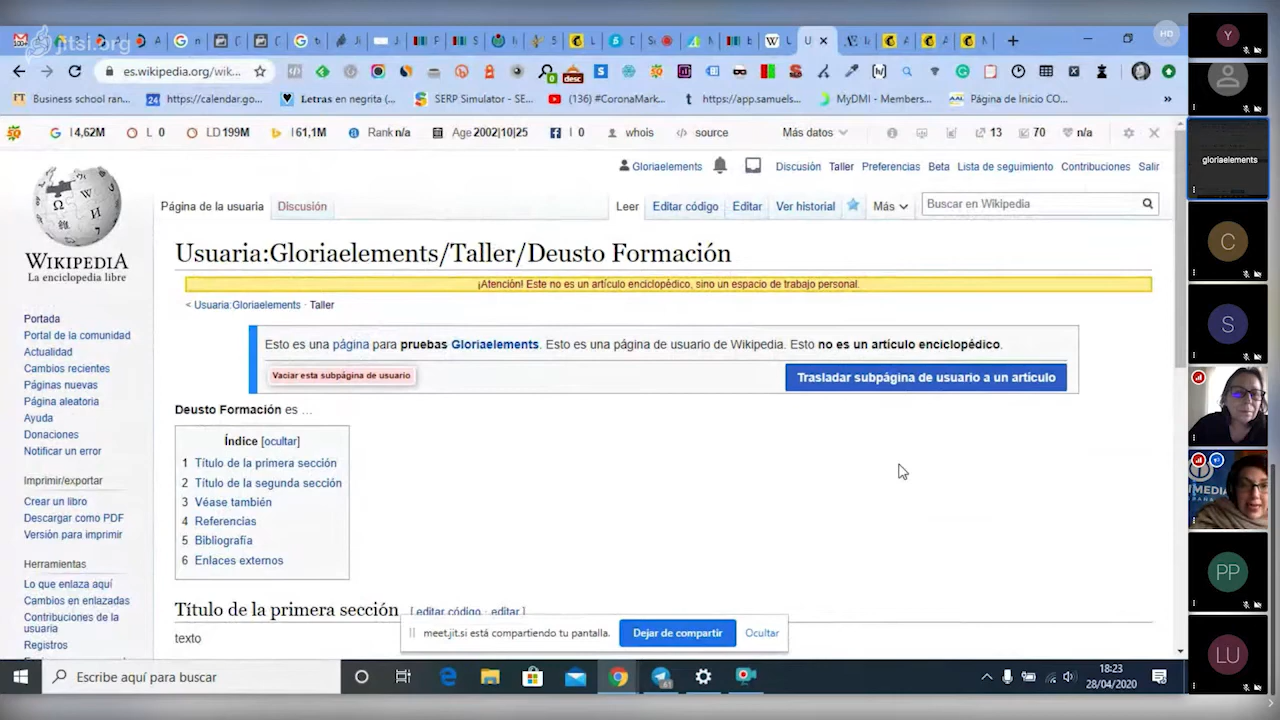 jitsi.org
es.wikipedia.org/wik...
desc
Business school ran...
https://calendar.go...
Letras en negrita (...
SERP Simulator - SE...
(136) #CoronaMark...
https://app.samuels...
MyDMI - Members...
Página de Inicio CO...
I 4,62M
L 0
LD 199M
I 61,1M
Rank n/a
Age 2002|10|25
I 0
whois
source
Más datos
13
70
n/a
Gloriaelements
Discusión
Taller
Preferencias
Beta
Lista de seguimiento
Contribuciones
Salir
Página de la usuaria
Discusión
Leer
Editar código
Editar
Ver historial
Más
Buscar en Wikipedia
WIKIPEDIA
La enciclopedia libre
Portada
Portal de la comunidad
Actualidad
Cambios recientes
Páginas nuevas
Página aleatoria
Ayuda
Donaciones
Notificar un error
Imprimir/exportar
Crear un libro
Descargar como PDF
Versión para imprimir
Herramientas
Lo que enlaza aquí
Cambios en enlazadas
Contribuciones de la
usuaria
Registros
Usuaria:Gloriaelements/Taller/Deusto Formación
¡Atención! Este no es un artículo enciclopédico, sino un espacio de trabajo personal.
< Usuaria:Gloriaelements · Taller
Esto es una página para pruebas Gloriaelements. Esto es una página de usuario de Wikipedia. Esto no es un artículo enciclopédico.
Vaciar esta subpágina de usuario
Trasladar subpágina de usuario a un artículo
Deusto Formación es ...
Índice [ocultar]
1 Título de la primera sección
2 Título de la segunda sección
3 Véase también
4 Referencias
5 Bibliografía
6 Enlaces externos
Título de la primera sección [ editar código · editar ]
texto
meet.jit.si está compartiendo tu pantalla.
Dejar de compartir
Ocultar
Escribe aquí para buscar
61
18:23
28/04/2020
HD
Y
gloriaelements
C
S
PP
LU